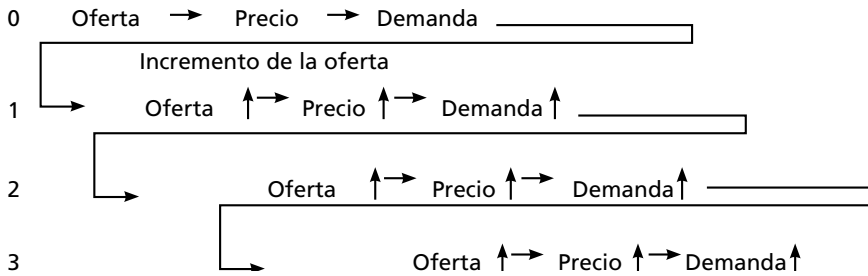 0 Oferta → Precio → Demanda
Incremento de la oferta
1 Oferta ↑→ Precio ↑→ Demanda ↑
2 Oferta ↑→ Precio ↑→ Demanda ↑
3 Oferta ↑→ Precio ↑→ Demanda ↑